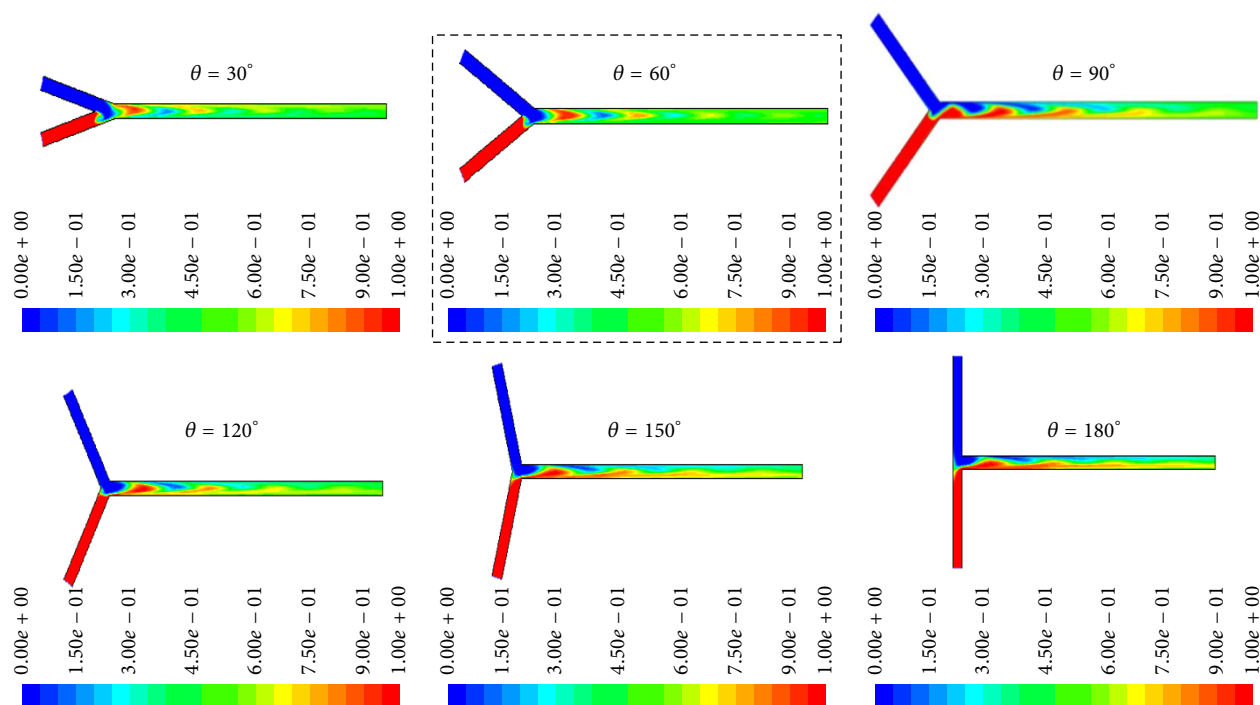 θ = 30°
θ = 60°
θ = 90°
0.00e + 00
1.50e − 01
3.00e − 01
4.50e − 01
6.00e − 01
7.50e − 01
9.00e − 01
1.00e + 00
0.00e + 00
1.50e − 01
3.00e − 01
4.50e − 01
6.00e − 01
7.50e − 01
9.00e − 01
1.00e + 00
0.00e + 00
1.50e − 01
3.00e − 01
4.50e − 01
6.00e − 01
7.50e − 01
9.00e − 01
1.00e + 00
θ = 120°
θ = 150°
θ = 180°
0.00e + 00
1.50e − 01
3.00e − 01
4.50e − 01
6.00e − 01
7.50e − 01
9.00e − 01
1.00e + 00
0.00e + 00
1.50e − 01
3.00e − 01
4.50e − 01
6.00e − 01
7.50e − 01
9.00e − 01
1.00e + 00
0.00e + 00
1.50e − 01
3.00e − 01
4.50e − 01
6.00e − 01
7.50e − 01
9.00e − 01
1.00e + 00